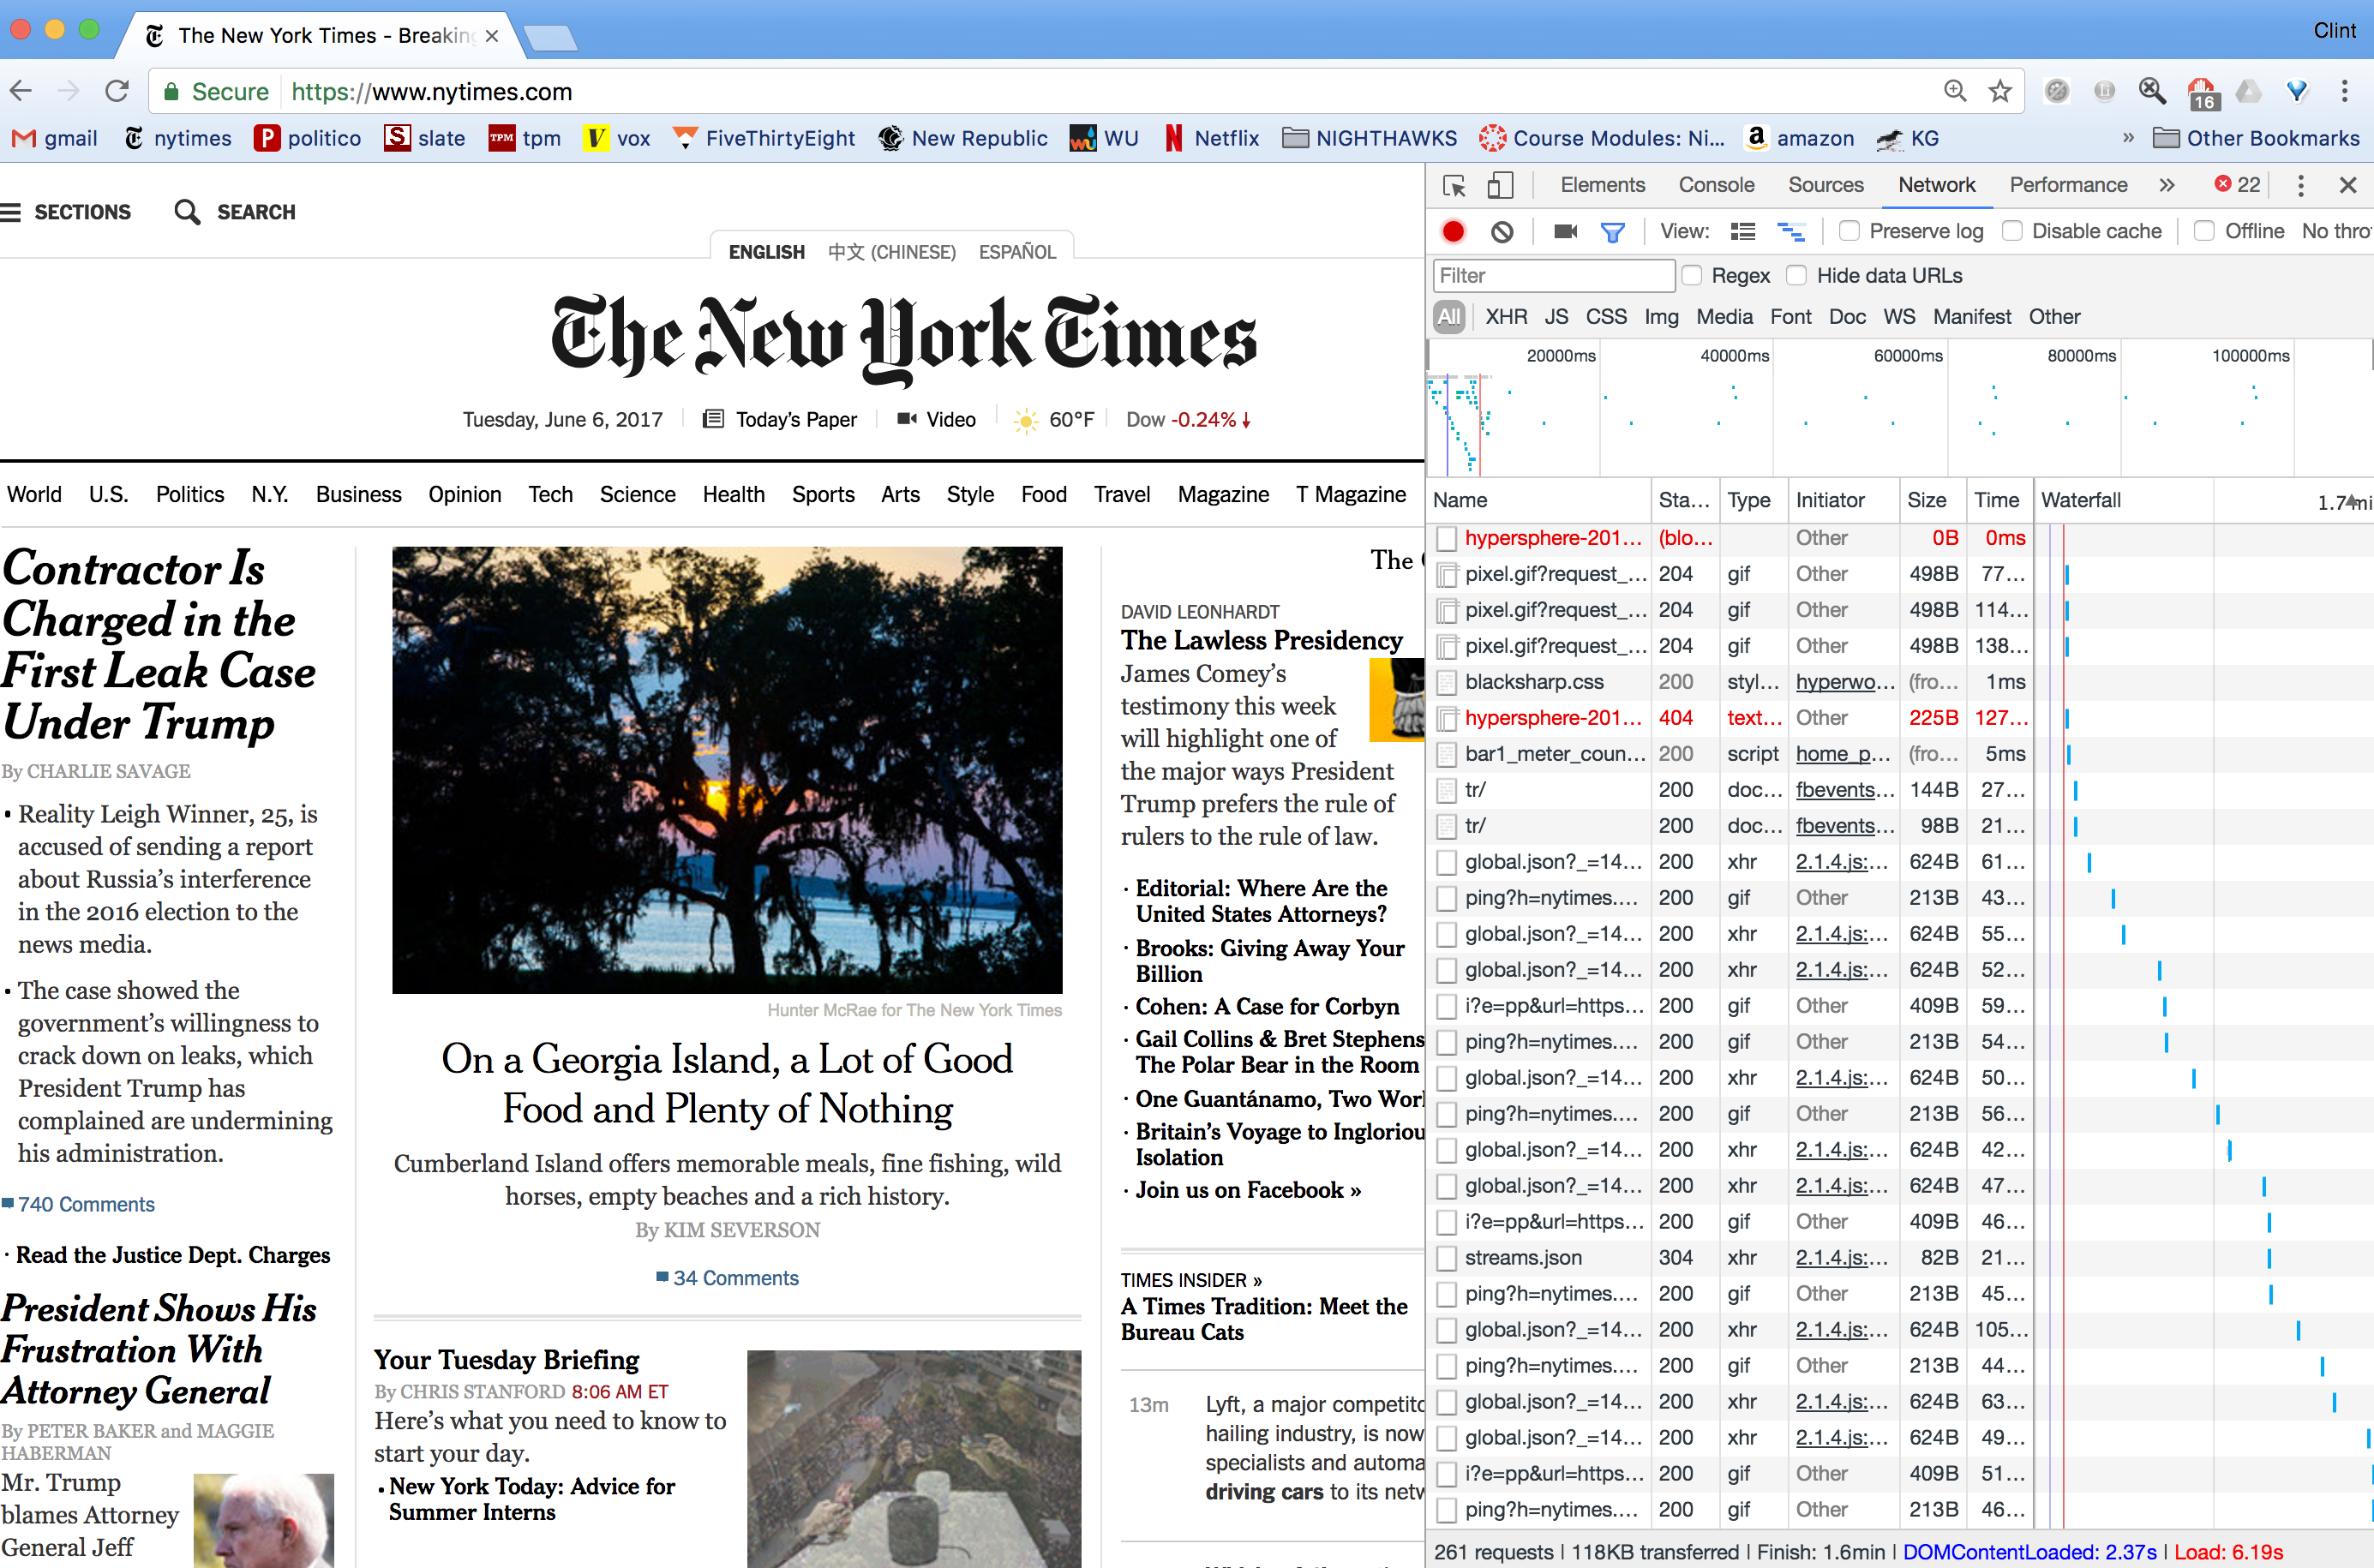 The New York Times - Breaking
Clint
Secure https://www.nytimes.com
16
gmail nytimes politico slate tpm vox FiveThirtyEight New Republic WU Netflix NIGHTHAWKS Course Modules: Ni... amazon KG » Other Bookmarks
SECTIONS SEARCH
ENGLISH 中文 (CHINESE) ESPAÑOL
The New York Times
Tuesday, June 6, 2017 Today's Paper Video 60°F Dow -0.24% ↓
World U.S. Politics N.Y. Business Opinion Tech Science Health Sports Arts Style Food Travel Magazine T Magazine
Contractor Is
Charged in the
First Leak Case
Under Trump
By CHARLIE SAVAGE
• Reality Leigh Winner, 25, is
accused of sending a report
about Russia's interference
in the 2016 election to the
news media.
• The case showed the
government's willingness to
crack down on leaks, which
President Trump has
complained are undermining
his administration.
740 Comments
· Read the Justice Dept. Charges
President Shows His
Frustration With
Attorney General
By PETER BAKER and MAGGIE
HABERMAN
Mr. Trump
blames Attorney
General Jeff
Hunter McRae for The New York Times
On a Georgia Island, a Lot of Good
Food and Plenty of Nothing
Cumberland Island offers memorable meals, fine fishing, wild
horses, empty beaches and a rich history.
By KIM SEVERSON
34 Comments
Your Tuesday Briefing
By CHRIS STANFORD 8:06 AM ET
Here's what you need to know to
start your day.
• New York Today: Advice for
Summer Interns
The
DAVID LEONHARDT
The Lawless Presidency
James Comey's
testimony this week
will highlight one of
the major ways President
Trump prefers the rule of
rulers to the rule of law.
· Editorial: Where Are the
United States Attorneys?
· Brooks: Giving Away Your
Billion
· Cohen: A Case for Corbyn
· Gail Collins & Bret Stephens
The Polar Bear in the Room
· One Guantánamo, Two Worl
· Britain's Voyage to Ingloriou
Isolation
· Join us on Facebook »
TIMES INSIDER »
A Times Tradition: Meet the
Bureau Cats
13m Lyft, a major competito
hailing industry, is now
specialists and automa
driving cars to its netw
Elements Console Sources Network Performance » 22
View: Preserve log Disable cache Offline No thro
Filter Regex Hide data URLs
All XHR JS CSS Img Media Font Doc WS Manifest Other
20000ms 40000ms 60000ms 80000ms 100000ms
Name Sta... Type Initiator Size Time Waterfall 1.7 mi
hypersphere-201... (blo... Other 0B 0ms
pixel.gif?request_... 204 gif Other 498B 77...
pixel.gif?request_... 204 gif Other 498B 114...
pixel.gif?request_... 204 gif Other 498B 138...
blacksharp.css 200 styl... hyperwo... (fro... 1ms
hypersphere-201... 404 text... Other 225B 127...
bar1_meter_coun... 200 script home_p... (fro... 5ms
tr/ 200 doc... fbevents... 144B 27...
tr/ 200 doc... fbevents... 98B 21...
global.json?_=14... 200 xhr 2.1.4.js:... 624B 61...
ping?h=nytimes.... 200 gif Other 213B 43...
global.json?_=14... 200 xhr 2.1.4.js:... 624B 55...
global.json?_=14... 200 xhr 2.1.4.js:... 624B 52...
i?e=pp&url=https... 200 gif Other 409B 59...
ping?h=nytimes.... 200 gif Other 213B 54...
global.json?_=14... 200 xhr 2.1.4.js:... 624B 50...
ping?h=nytimes.... 200 gif Other 213B 56...
global.json?_=14... 200 xhr 2.1.4.js:... 624B 42...
global.json?_=14... 200 xhr 2.1.4.js:... 624B 47...
i?e=pp&url=https... 200 gif Other 409B 46...
streams.json 304 xhr 2.1.4.js:... 82B 21...
ping?h=nytimes.... 200 gif Other 213B 45...
global.json?_=14... 200 xhr 2.1.4.js:... 624B 105...
ping?h=nytimes.... 200 gif Other 213B 44...
global.json?_=14... 200 xhr 2.1.4.js:... 624B 63...
global.json?_=14... 200 xhr 2.1.4.js:... 624B 49...
i?e=pp&url=https... 200 gif Other 409B 51...
ping?h=nytimes.... 200 gif Other 213B 46...
261 requests | 118KB transferred | Finish: 1.6min | DOMContentLoaded: 2.37s | Load: 6.19s